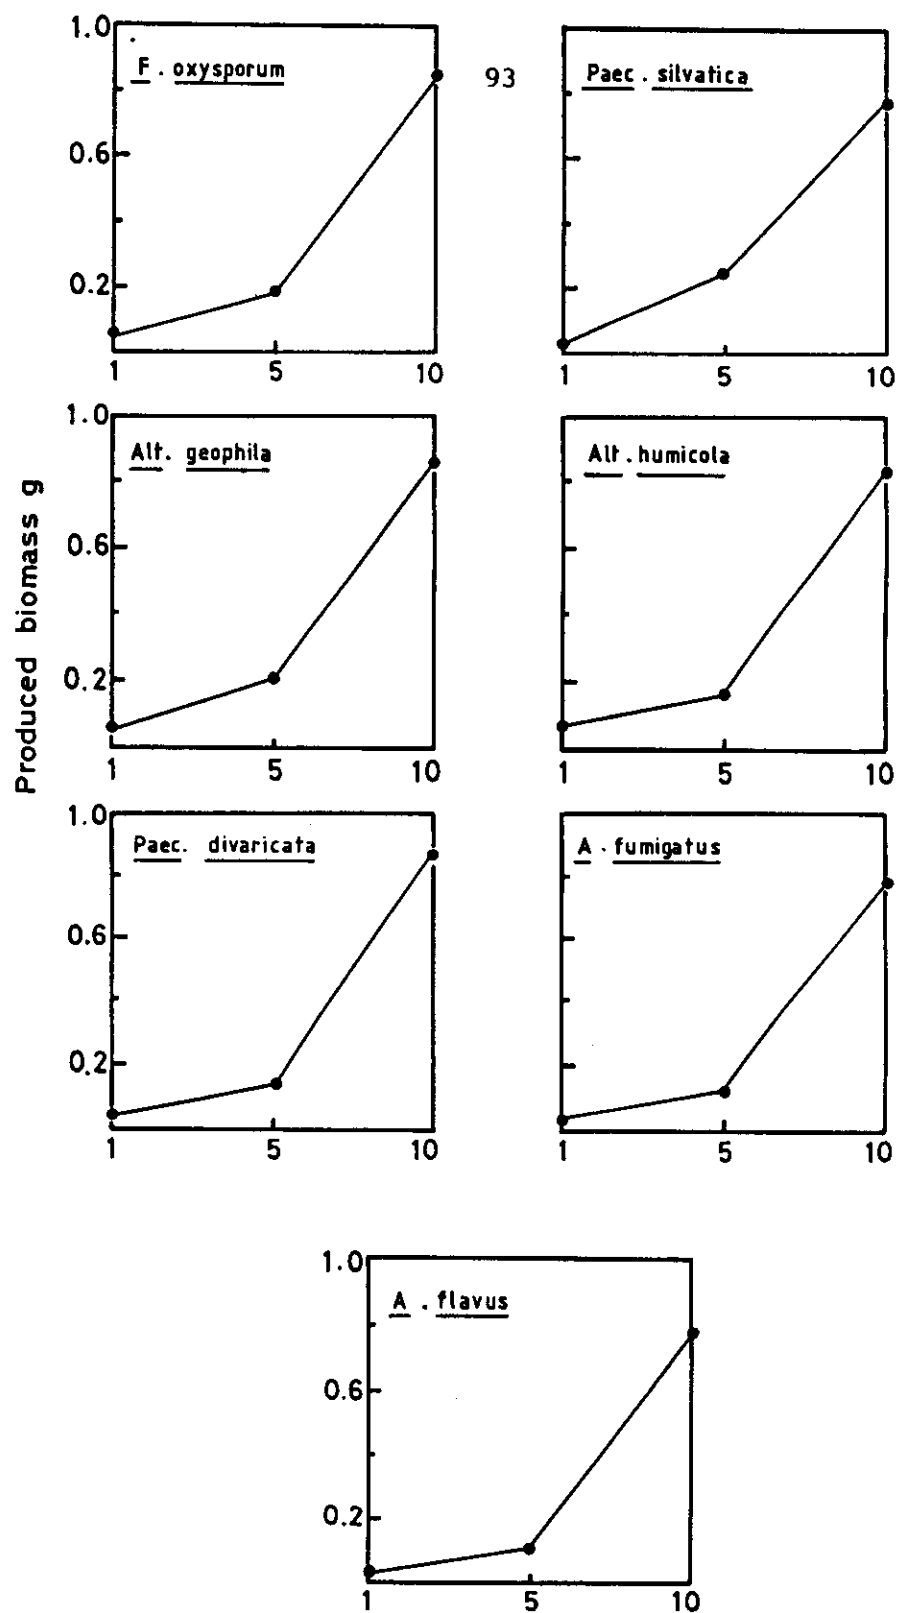 1.0
F. oxysporum
93
Paec. silvatica
0.6
0.2
1 5 10
1 5 10
Produced biomass g
1.0
Alt. geophila
Alt. humicola
0.6
0.2
1 5 10
1 5 10
1.0
Paec. divaricata
A. fumigatus
0.6
0.2
1 5 10
1 5 10
1.0
A. flavus
0.6
0.2
1 5 10